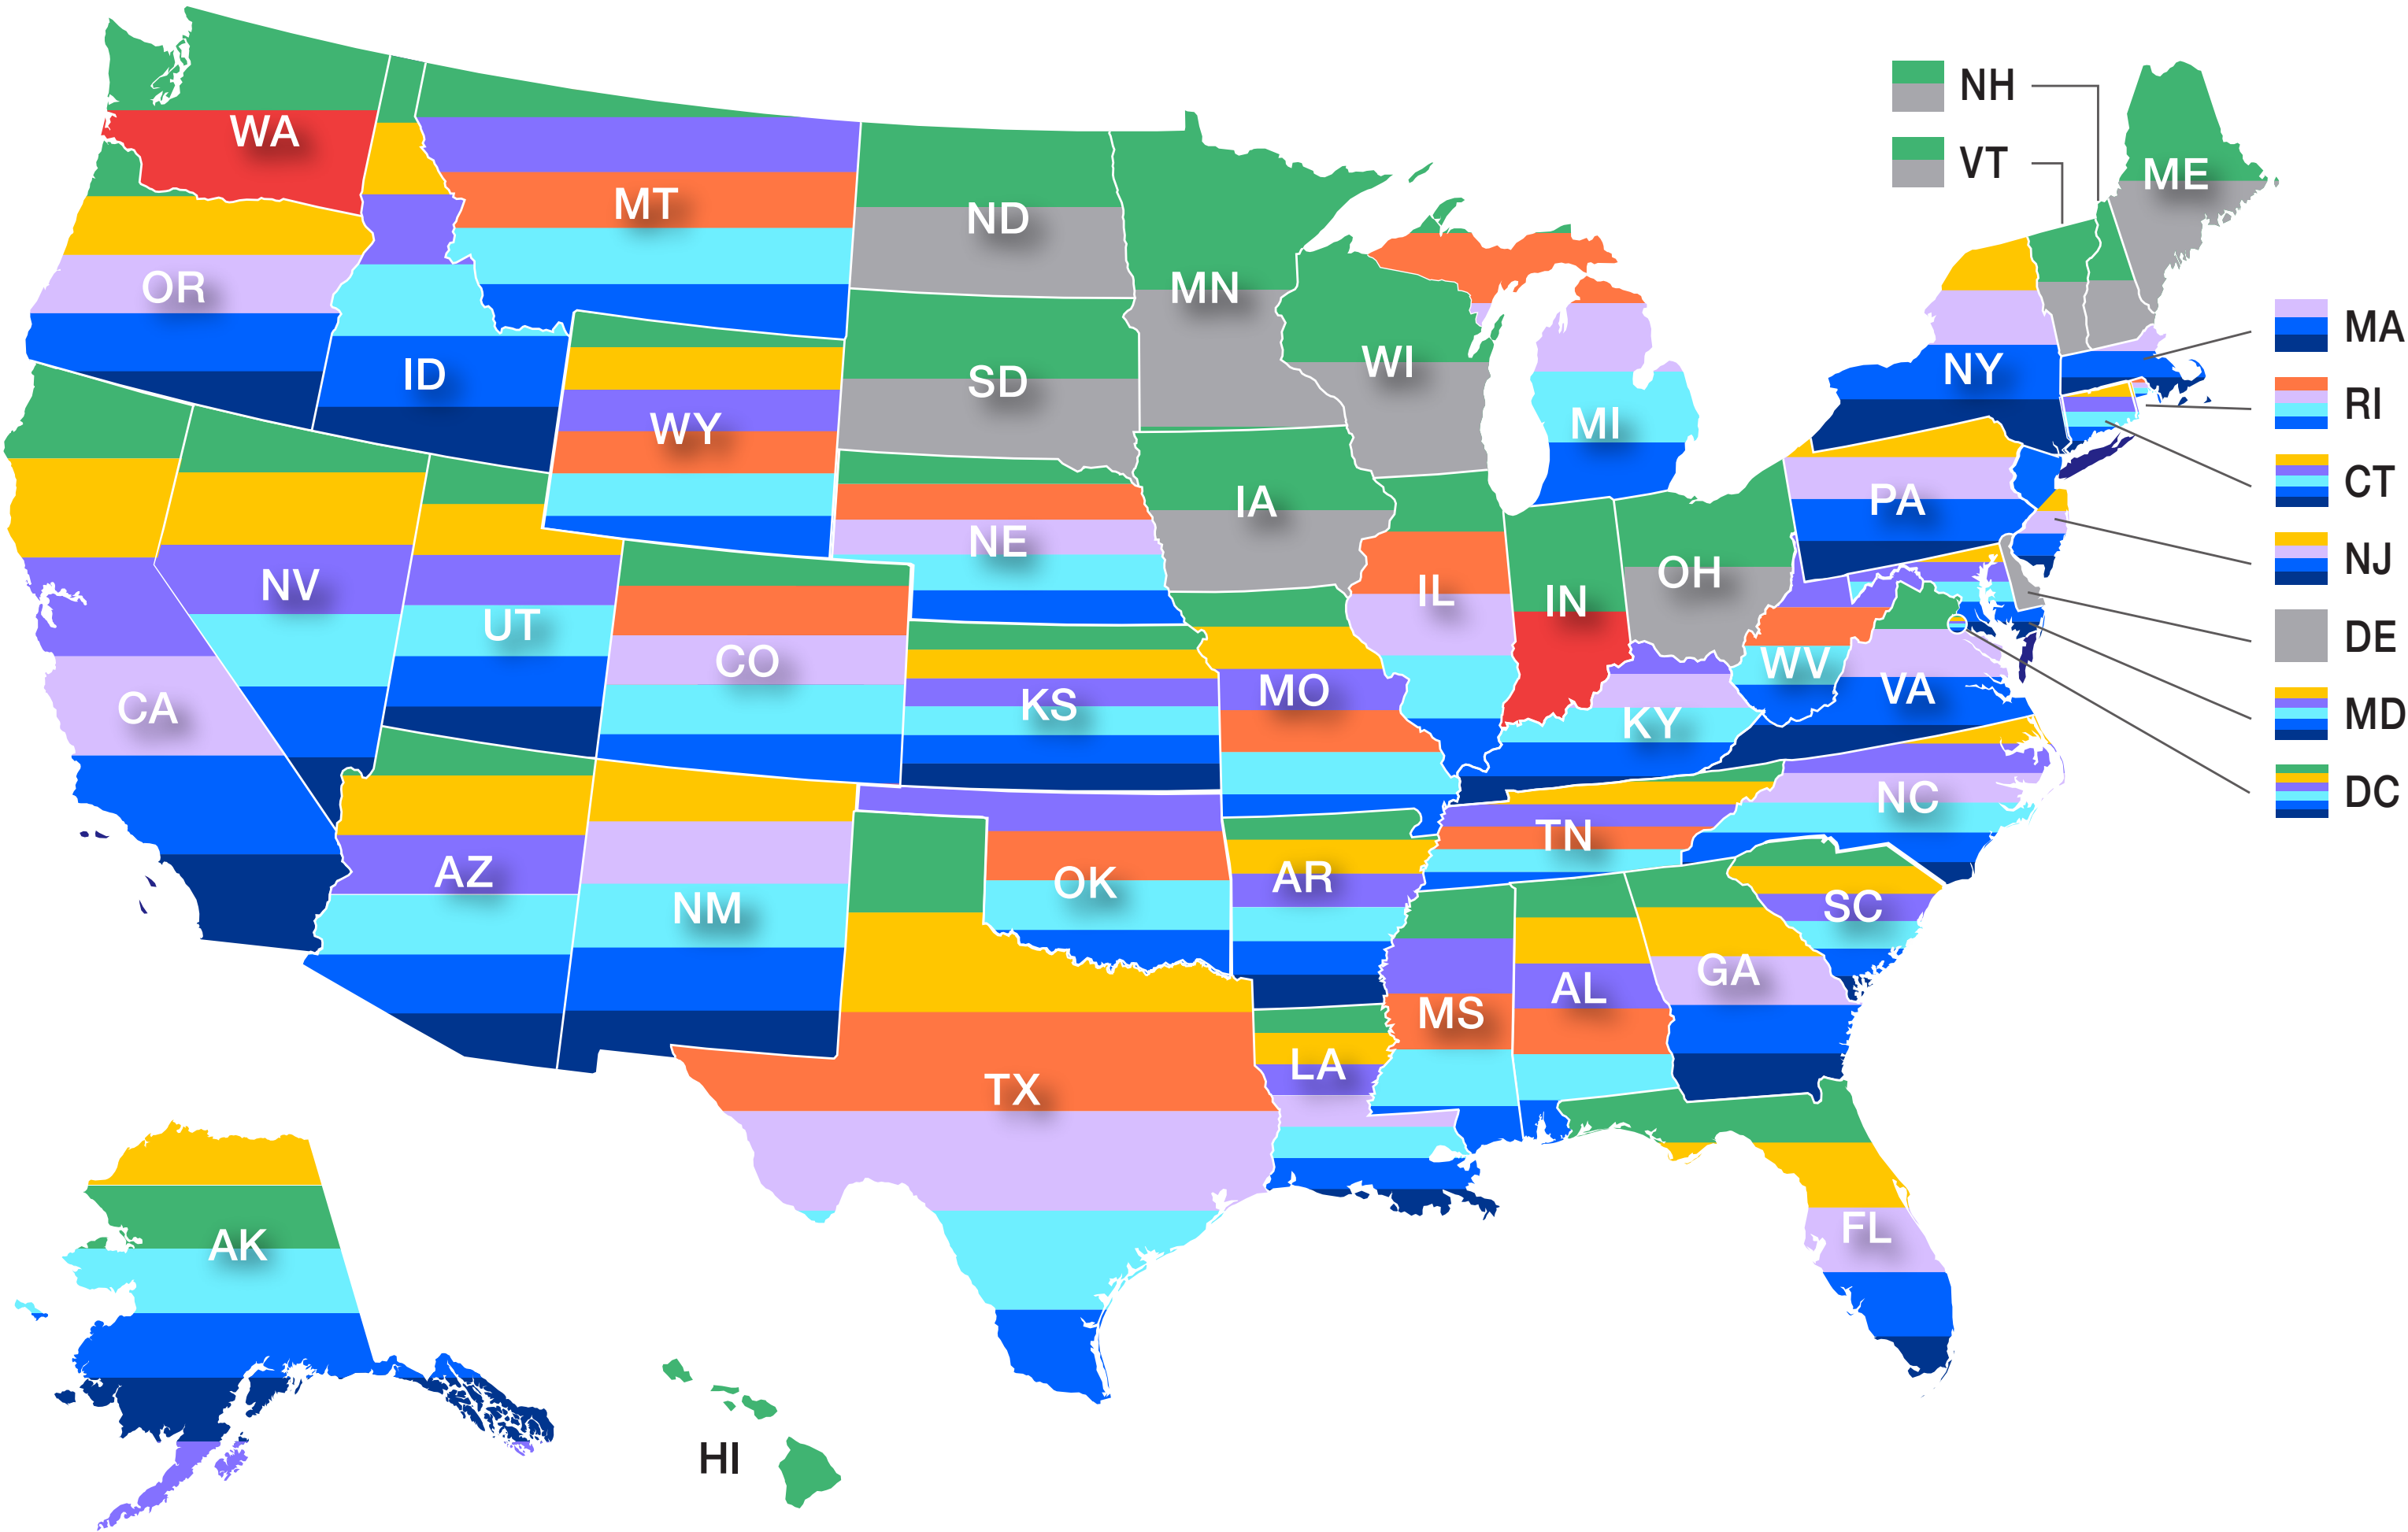 NH
VT
WA
MT
ND
MN
ME
OR
ID
SD
WI
NY
MA
WY
MI
RI
NV
UT
NE
IA
IL
IN
OH
PA
CT
NJ
CA
CO
KS
MO
KY
WV
VA
DE
MD
DC
AZ
NM
OK
AR
TN
NC
SC
TX
LA
MS
AL
GA
FL
AK
HI